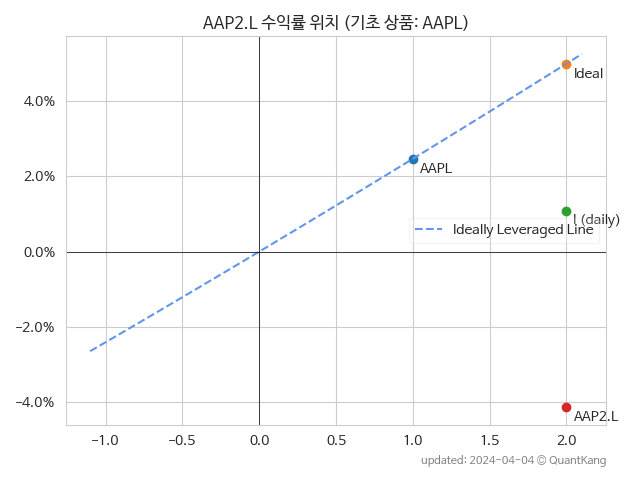 AAP2.L 수익률 위치 (기초 상품: AAPL)
4.0%
2.0%
0.0%
−2.0%
−4.0%
Ideal
AAPL
(daily)
Ideally Leveraged Line
AAP2.L
−1.0 −0.5 0.0 0.5 1.0 1.5 2.0
updated: 2024-04-04 © QuantKang